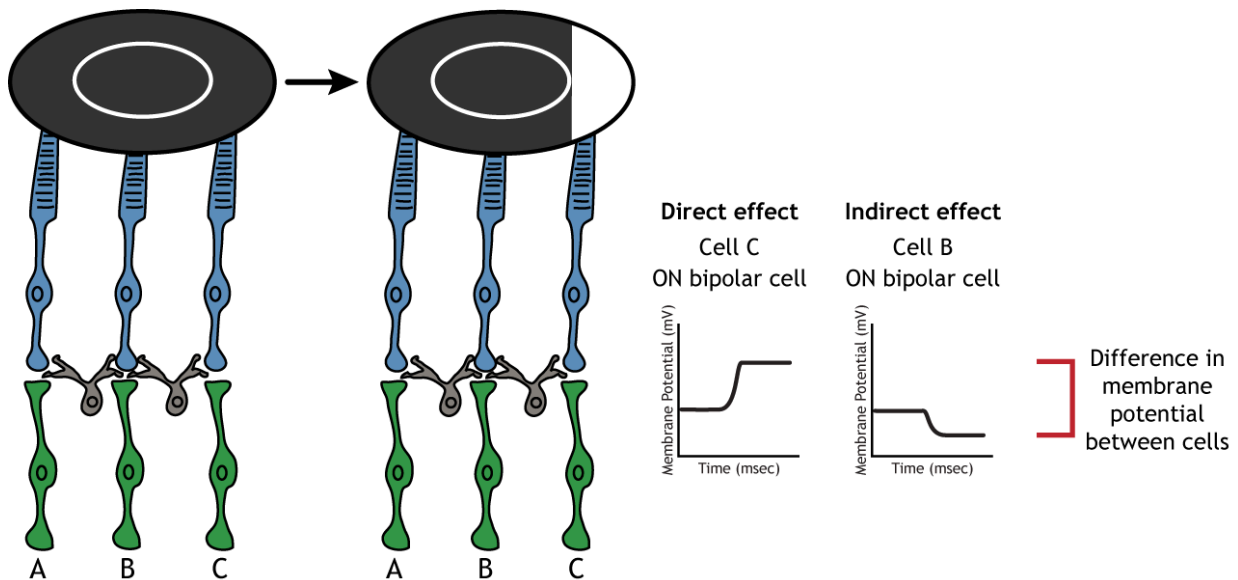 Direct effect
Cell C
ON bipolar cell
Membrane Potential (mV)
Time (msec)
Indirect effect
Cell B
ON bipolar cell
Membrane Potential (mV)
Time (msec)
Difference in
membrane
potential
between cells
A B C
A B C